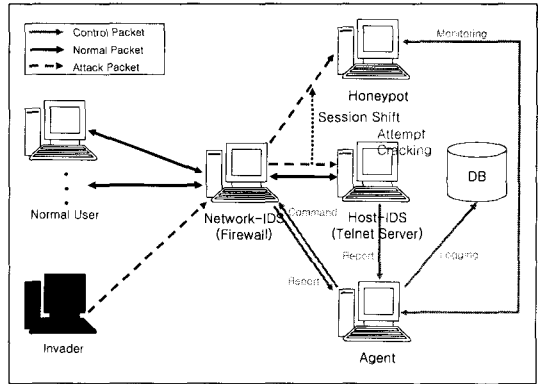 Control Packet
Normal Packet
Attack Packet
Monitoring
Honeypot
Session Shift
Attempt
Cracking
DB
Normal User
Network-IDS
(Firewall)
Command
Host-IDS
(Telnet Server)
Report
Report
Logging
Invader
Agent